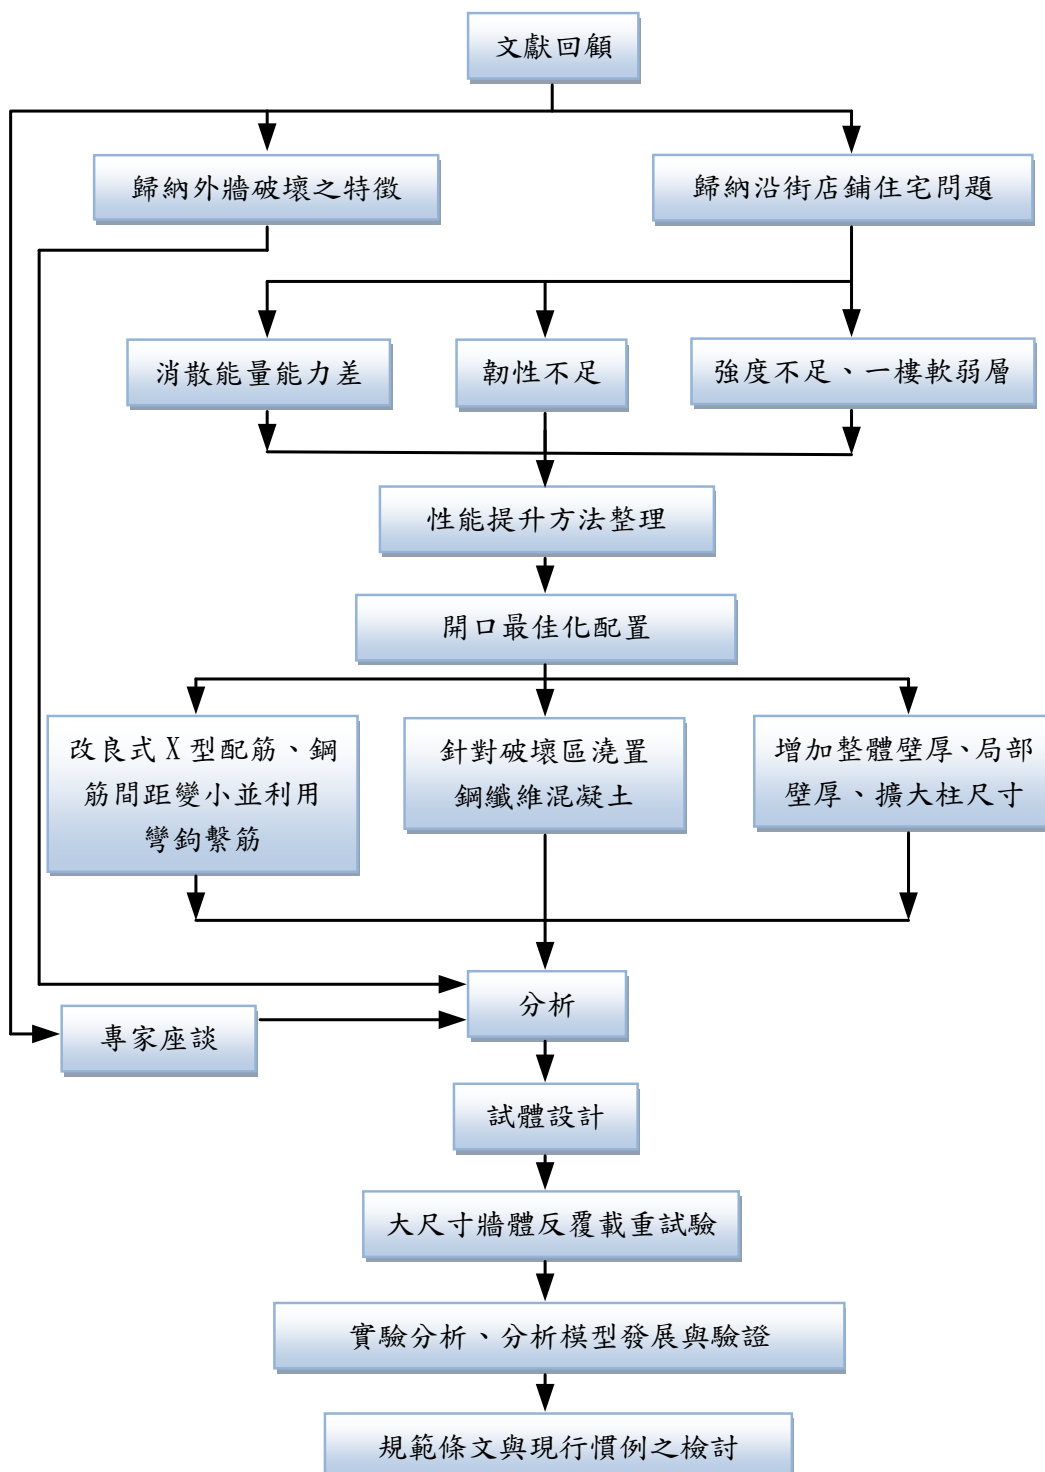 文獻回顧
歸納外牆破壞之特徵
歸納沿街店鋪住宅問題
消散能量能力差
韌性不足
強度不足、一樓軟弱層
性能提升方法整理
開口最佳化配置
改良式 X 型配筋、鋼
筋間距變小並利用
彎鉤繫筋
針對破壞區澆置
鋼纖維混凝土
增加整體壁厚、局部
壁厚、擴大柱尺寸
分析
專家座談
試體設計
大尺寸牆體反覆載重試驗
實驗分析、分析模型發展與驗證
規範條文與現行慣例之檢討